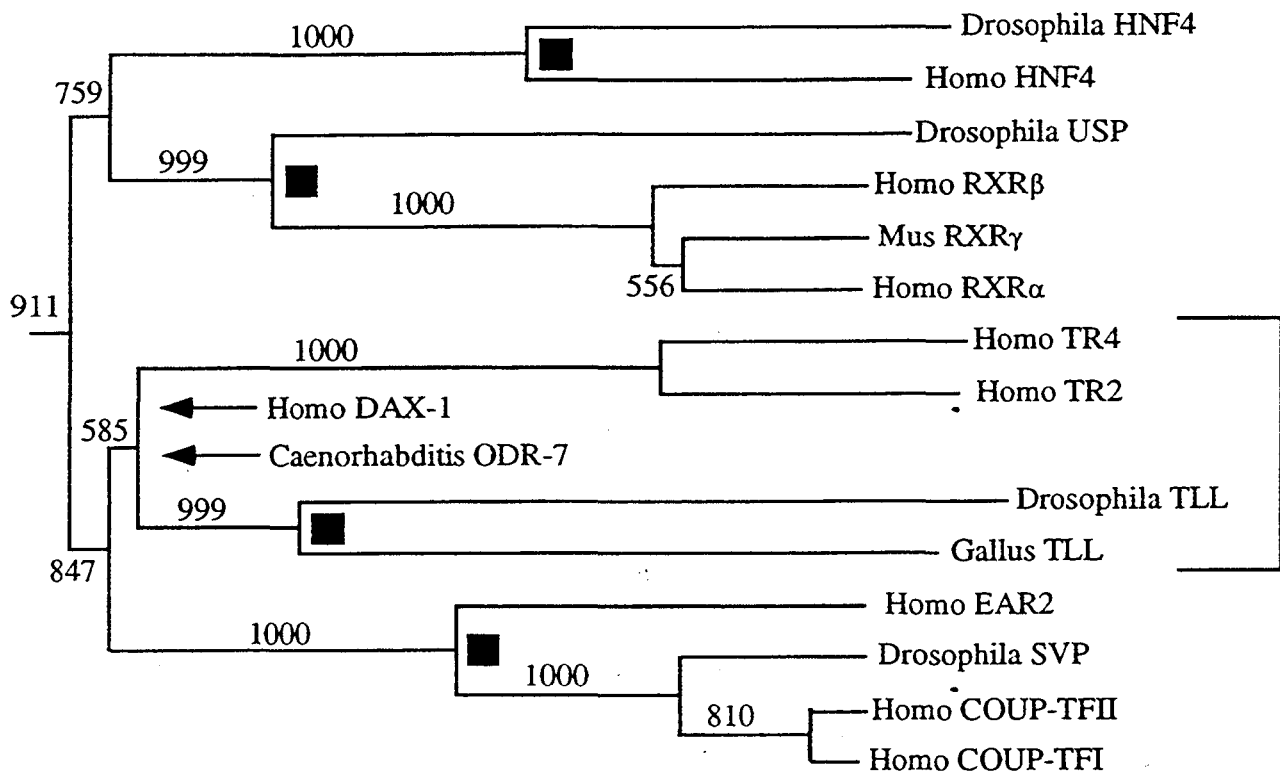 1000
Drosophila HNF4
Homo HNF4
759
Drosophila USP
999
Homo RXRβ
1000
Mus RXRγ
556
Homo RXRα
911
Homo TR4
1000
Homo TR2
Homo DAX-1
585
Caenorhabditis ODR-7
Drosophila TLL
999
Gallus TLL
847
Homo EAR2
1000
Drosophila SVP
1000
Homo COUP-TFII
810
Homo COUP-TFI